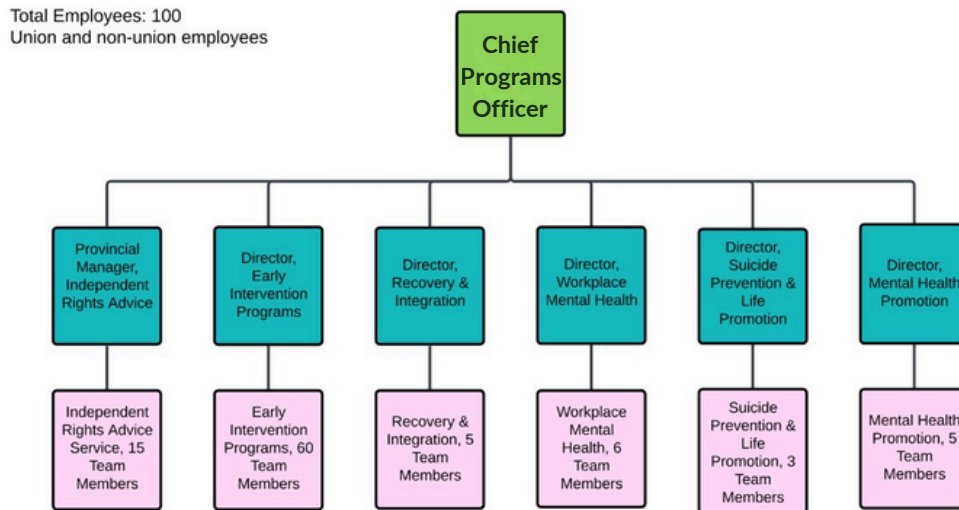 Total Employees: 100
Union and non-union employees
Chief
Programs
Officer
Provincial
Manager,
Independent
Rights Advice
Director,
Early
Intervention
Programs
Director,
Recovery &
Integration
Director,
Workplace
Mental Health
Director,
Suicide
Prevention &
Life
Promotion
Director,
Mental Health
Promotion
Independent
Rights Advice
Service, 15
Team
Members
Early
Intervention
Programs, 60
Team
Members
Recovery &
Integration, 5
Team
Members
Workplace
Mental
Health, 6
Team
Members
Suicide
Prevention &
Life
Promotion, 3
Team
Members
Mental Health
Promotion, 5
Team
Members